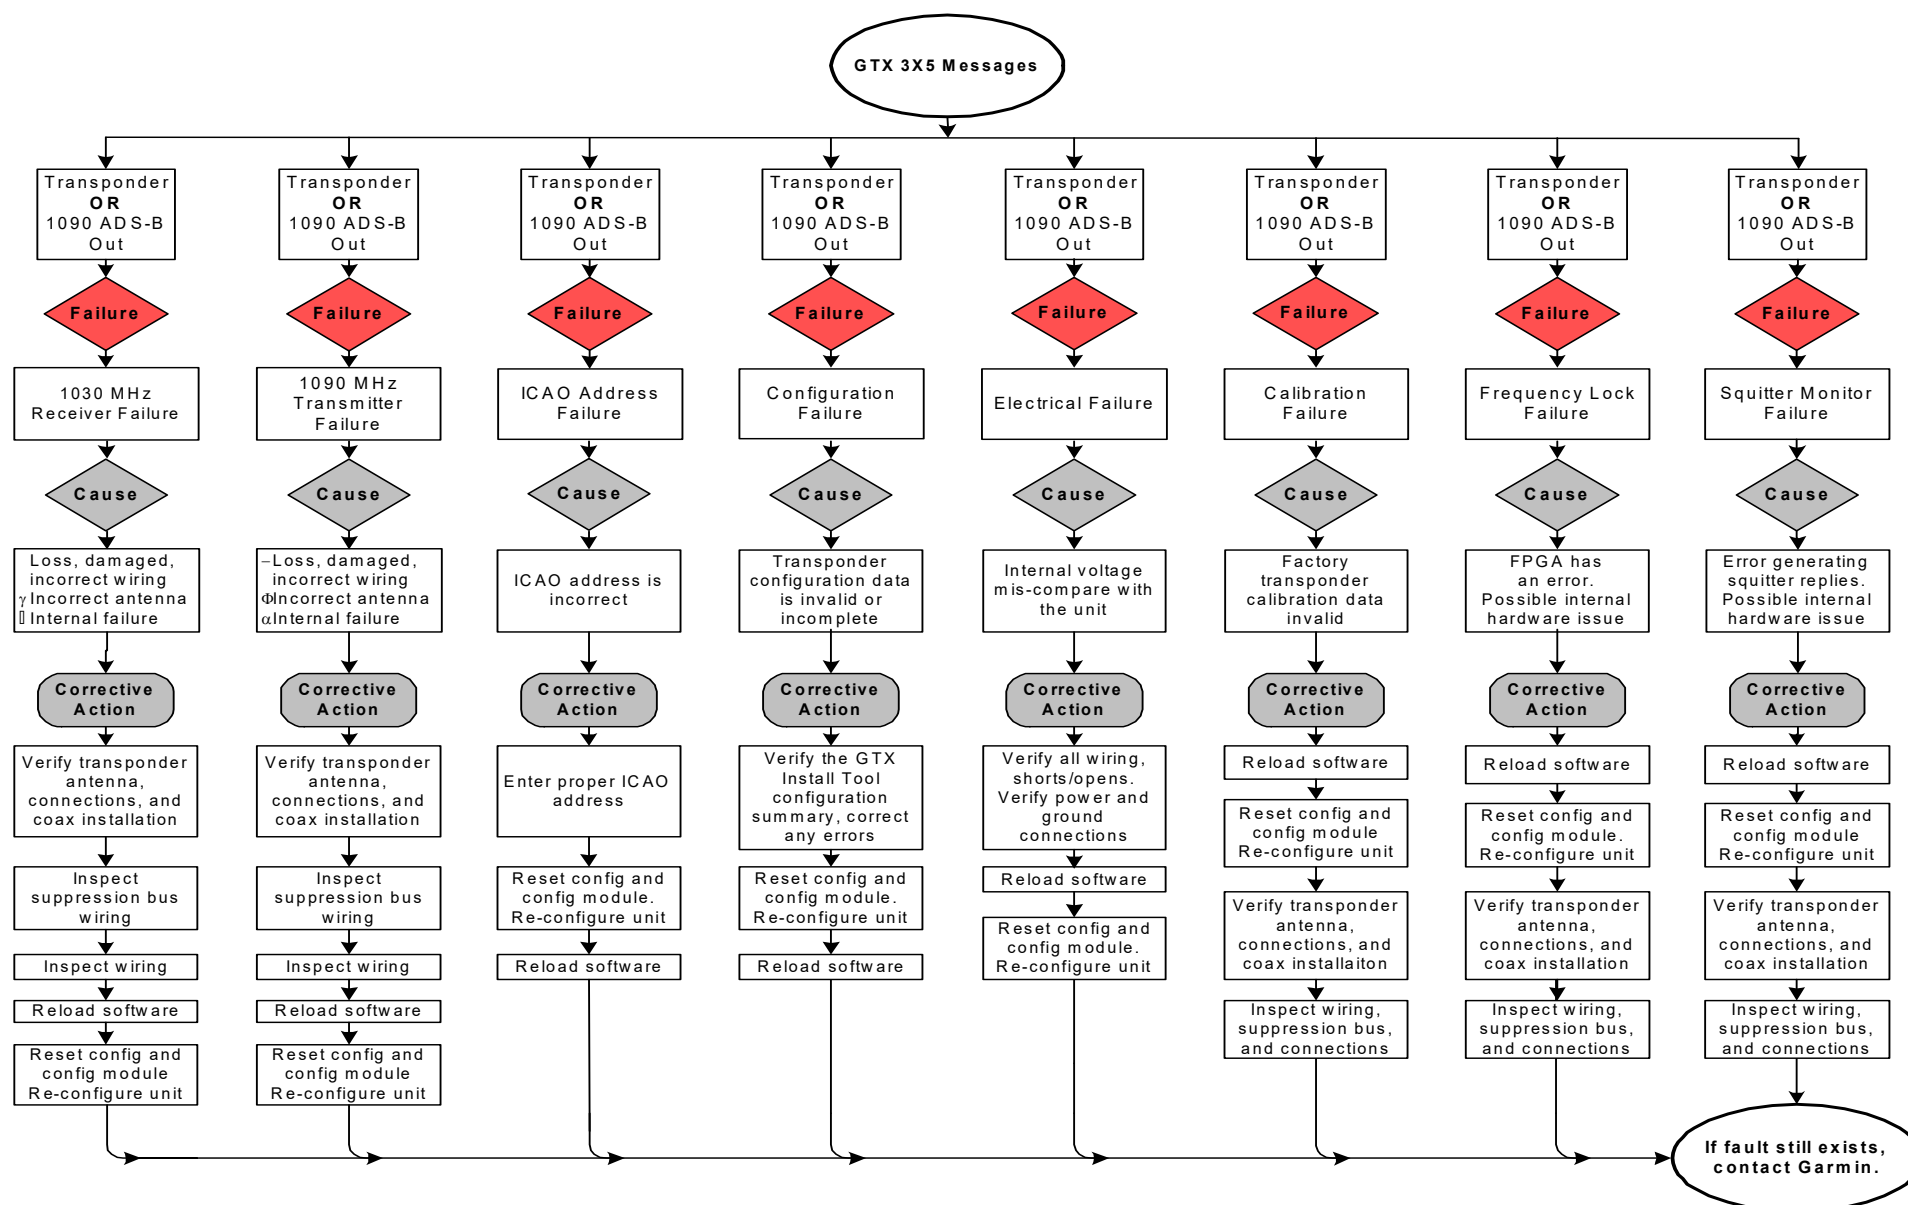 GTX 3X5 Messages
Transponder
OR
1090 ADS-B
Out
Failure
1030 MHz
Receiver Failure
Cause
Loss, damaged,
incorrect wiring
γ Incorrect antenna
▯ Internal failure
Corrective
Action
Verify transponder
antenna,
connections, and
coax installation
Inspect
suppression bus
wiring
Inspect wiring
Reload software
Reset config and
config module
Re-configure unit
Transponder
OR
1090 ADS-B
Out
Failure
1090 MHz
Transmitter
Failure
Cause
−Loss, damaged,
incorrect wiring
ΦIncorrect antenna
αInternal failure
Corrective
Action
Verify transponder
antenna,
connections, and
coax installation
Inspect
suppression bus
wiring
Inspect wiring
Reload software
Reset config and
config module
Re-configure unit
Transponder
OR
1090 ADS-B
Out
Failure
ICAO Address
Failure
Cause
ICAO address is
incorrect
Corrective
Action
Enter proper ICAO
address
Reset config and
config module.
Re-configure unit
Reload software
Transponder
OR
1090 ADS-B
Out
Failure
Configuration
Failure
Cause
Transponder
configuration data
is invalid or
incomplete
Corrective
Action
Verify the GTX
Install Tool
configuration
summary, correct
any errors
Reset config and
config module.
Re-configure unit
Reload software
Transponder
OR
1090 ADS-B
Out
Failure
Electrical Failure
Cause
Internal voltage
mis-compare with
the unit
Corrective
Action
Verify all wiring,
shorts/opens.
Verify power and
ground
connections
Reload software
Reset config and
config module.
Re-configure unit
Transponder
OR
1090 ADS-B
Out
Failure
Calibration
Failure
Cause
Factory
transponder
calibration data
invalid
Corrective
Action
Reload software
Reset config and
config module
Re-configure unit
Verify transponder
antenna,
connections, and
coax installaiton
Inspect wiring,
suppression bus,
and connections
Transponder
OR
1090 ADS-B
Out
Failure
Frequency Lock
Failure
Cause
FPGA has
an error.
Possible internal
hardware issue
Corrective
Action
Reload software
Reset config and
config module.
Re-configure unit
Verify transponder
antenna,
connections, and
coax installation
Inspect wiring,
suppression bus,
and connections
Transponder
OR
1090 ADS-B
Out
Failure
Squitter Monitor
Failure
Cause
Error generating
squitter replies.
Possible internal
hardware issue
Corrective
Action
Reload software
Reset config and
config module
Re-configure unit
Verify transponder
antenna,
connections, and
coax installation
Inspect wiring,
suppression bus,
and connections
If fault still exists,
contact Garmin.